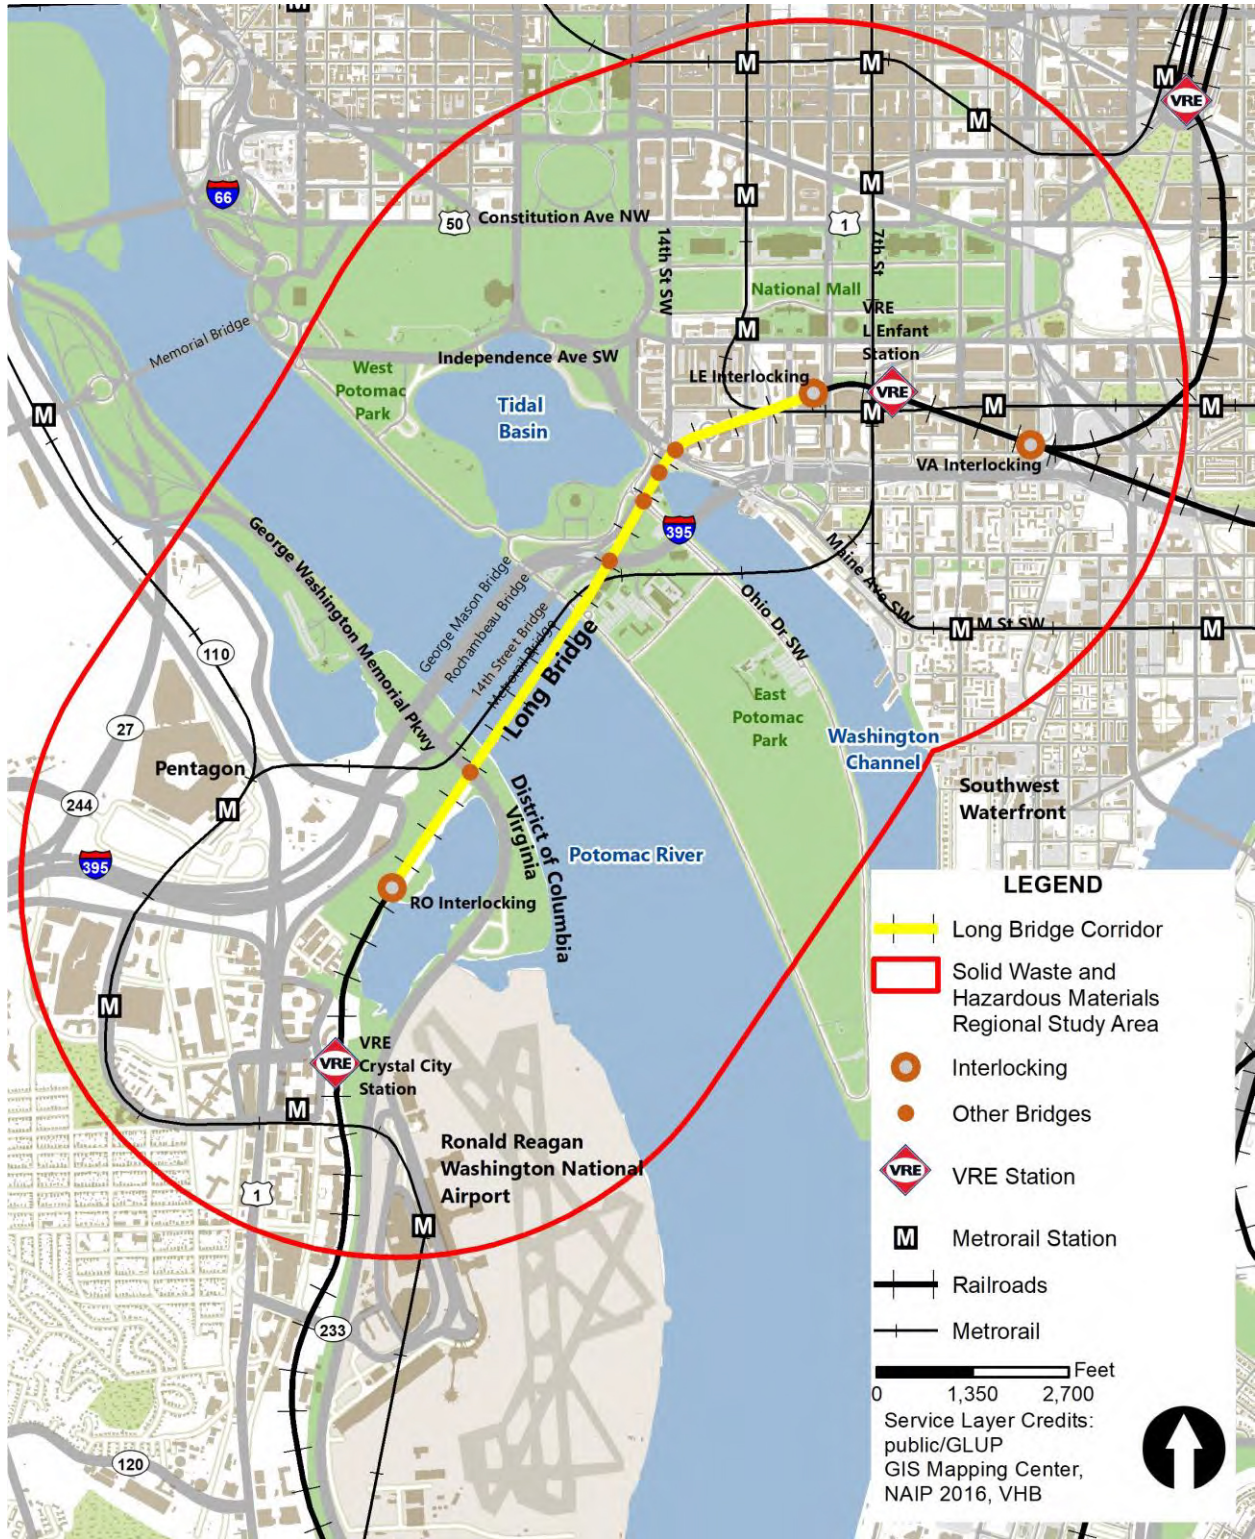 M
M
M
M
VRE
M
66
M
M
50
Constitution Ave NW
1
14th St SW
7th St
National Mall
VRE
L Enfant
Station
M
Memorial Bridge
Independence Ave SW
West
Potomac
Park
LE Interlocking
VRE
Tidal
Basin
M
M
M
M
VA Interlocking
395
George Washington Memorial Pkwy
George Mason Bridge
Rochambeau Bridge
14th Street Bridge
Metrorail Bridge
Long Bridge
Maine Ave SW
Ohio Dr SW
M
M St SW
M
110
27
East
Potomac
Park
Washington
Channel
Pentagon
244
M
Southwest
Waterfront
District of Columbia
Virginia
Potomac River
395
RO Interlocking
M
VRE
VRE
Crystal City
Station
M
Ronald Reagan
Washington National
Airport
1
M
233
120
LEGEND
Long Bridge Corridor
Solid Waste and
Hazardous Materials
Regional Study Area
Interlocking
Other Bridges
VRE
VRE Station
M
Metrorail Station
Railroads
Metrorail
Feet
0 1,350 2,700
Service Layer Credits:
public/GLUP
GIS Mapping Center,
NAIP 2016, VHB